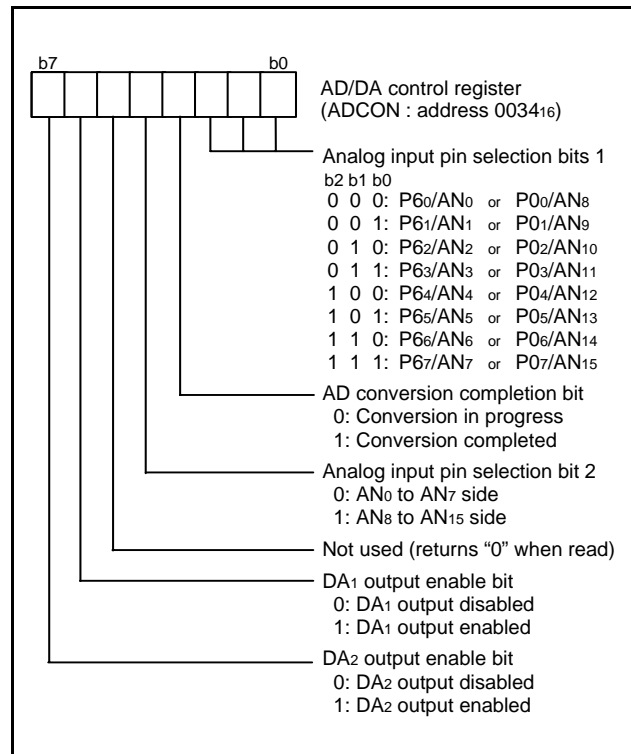 b7 b0
AD/DA control register
(ADCON : address 0034₁₆)
Analog input pin selection bits 1
b2 b1 b0
0 0 0: P6₀/AN₀ or P0₀/AN₈
0 0 1: P6₁/AN₁ or P0₁/AN₉
0 1 0: P6₂/AN₂ or P0₂/AN₁₀
0 1 1: P6₃/AN₃ or P0₃/AN₁₁
1 0 0: P6₄/AN₄ or P0₄/AN₁₂
1 0 1: P6₅/AN₅ or P0₅/AN₁₃
1 1 0: P6₆/AN₆ or P0₆/AN₁₄
1 1 1: P6₇/AN₇ or P0₇/AN₁₅
AD conversion completion bit
0: Conversion in progress
1: Conversion completed
Analog input pin selection bit 2
0: AN₀ to AN₇ side
1: AN₈ to AN₁₅ side
Not used (returns “0” when read)
DA₁ output enable bit
0: DA₁ output disabled
1: DA₁ output enabled
DA₂ output enable bit
0: DA₂ output disabled
1: DA₂ output enabled